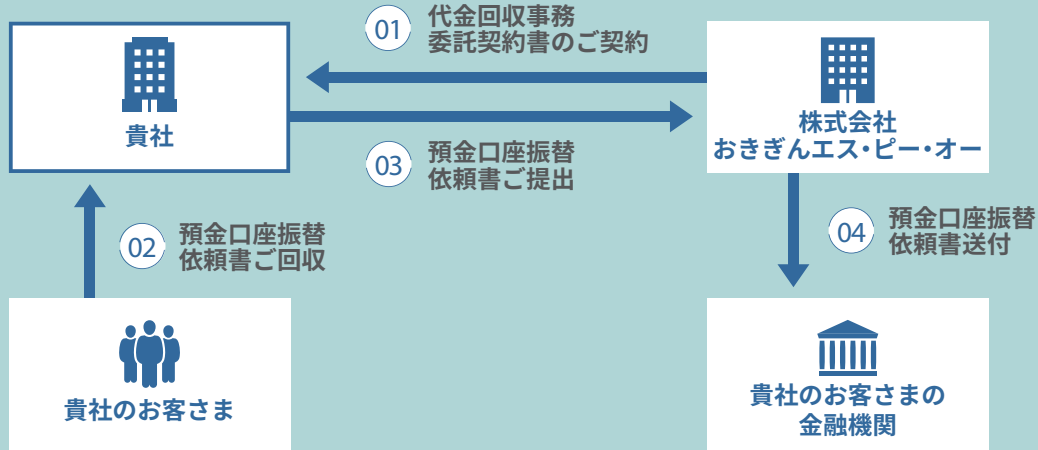 01
代金回収事務
委託契約書のご契約
貴社
株式会社
おきぎんエス・ピー・オー
03
預金口座振替
依頼書ご提出
02
預金口座振替
依頼書ご回収
04
預金口座振替
依頼書送付
貴社のお客さま
貴社のお客さまの
金融機関